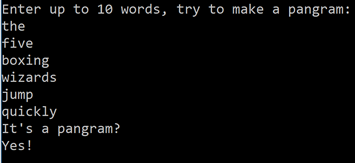 Enter up to 10 words, try to make a pangram:
the
five
boxing
wizards
jump
quickly
It's a pangram?
Yes!